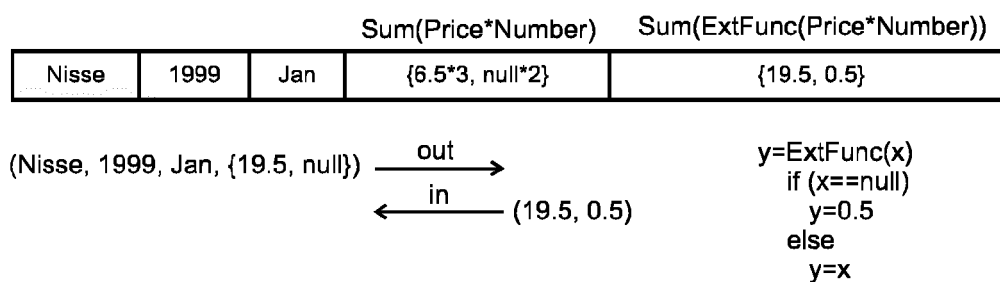 Sum(Price*Number) Sum(ExtFunc(Price*Number))
Nisse 1999 Jan {6.5*3, null*2} {19.5, 0.5}
(Nisse, 1999, Jan, {19.5, null}) out y=ExtFunc(x)
if (x==null)
in (19.5, 0.5) y=0.5
else
y=x